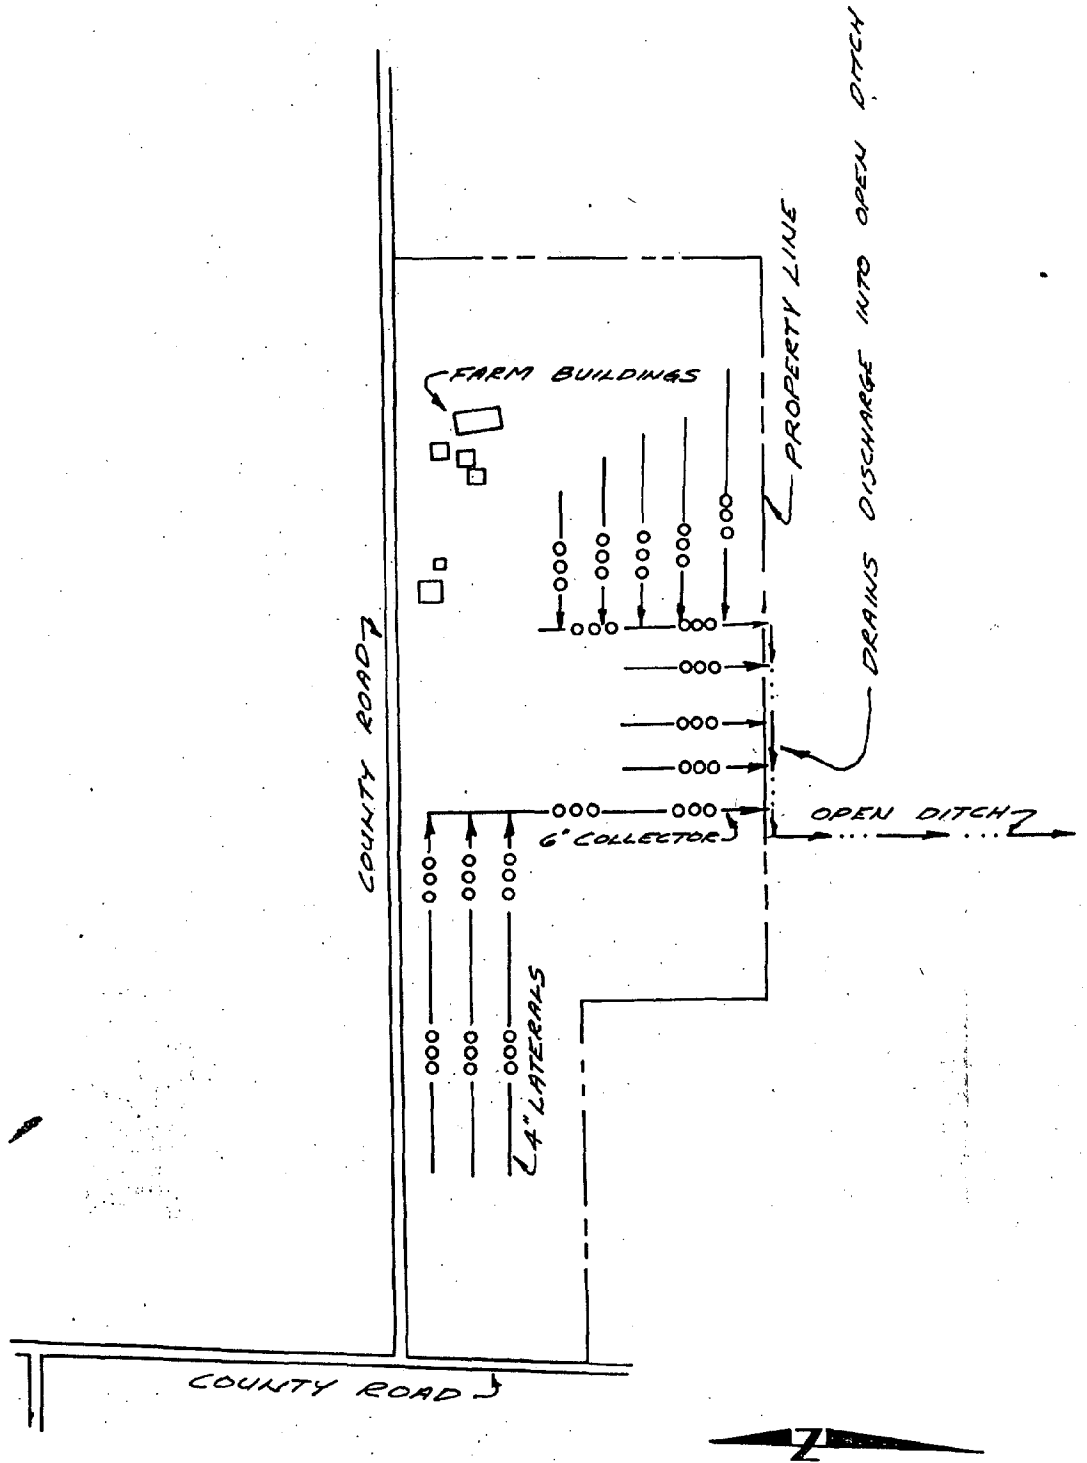 DRAINS DISCHARGE INTO OPEN DITCH
PROPERTY LINE
FARM BUILDINGS
COUNTY ROAD
OPEN DITCH
6" COLLECTOR
4" LATERALS
COUNTY ROAD
N